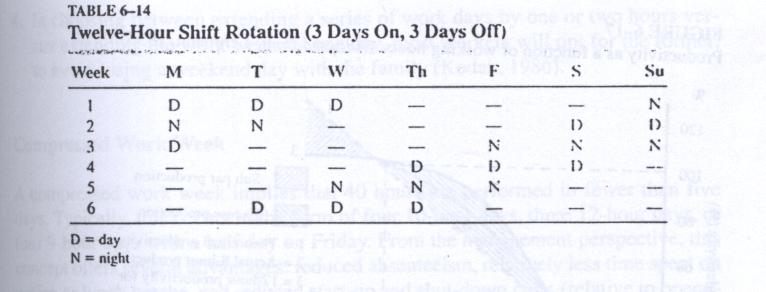 TABLE 6–14
Twelve-Hour Shift Rotation (3 Days On, 3 Days Off)
Week M T W Th F S Su
1 D D D — — — N
2 N N — — — D D
3 D — — — N N N
4 — — — D D D —
5 — — N N N — —
6 — D D D — — —
D = day
N = night